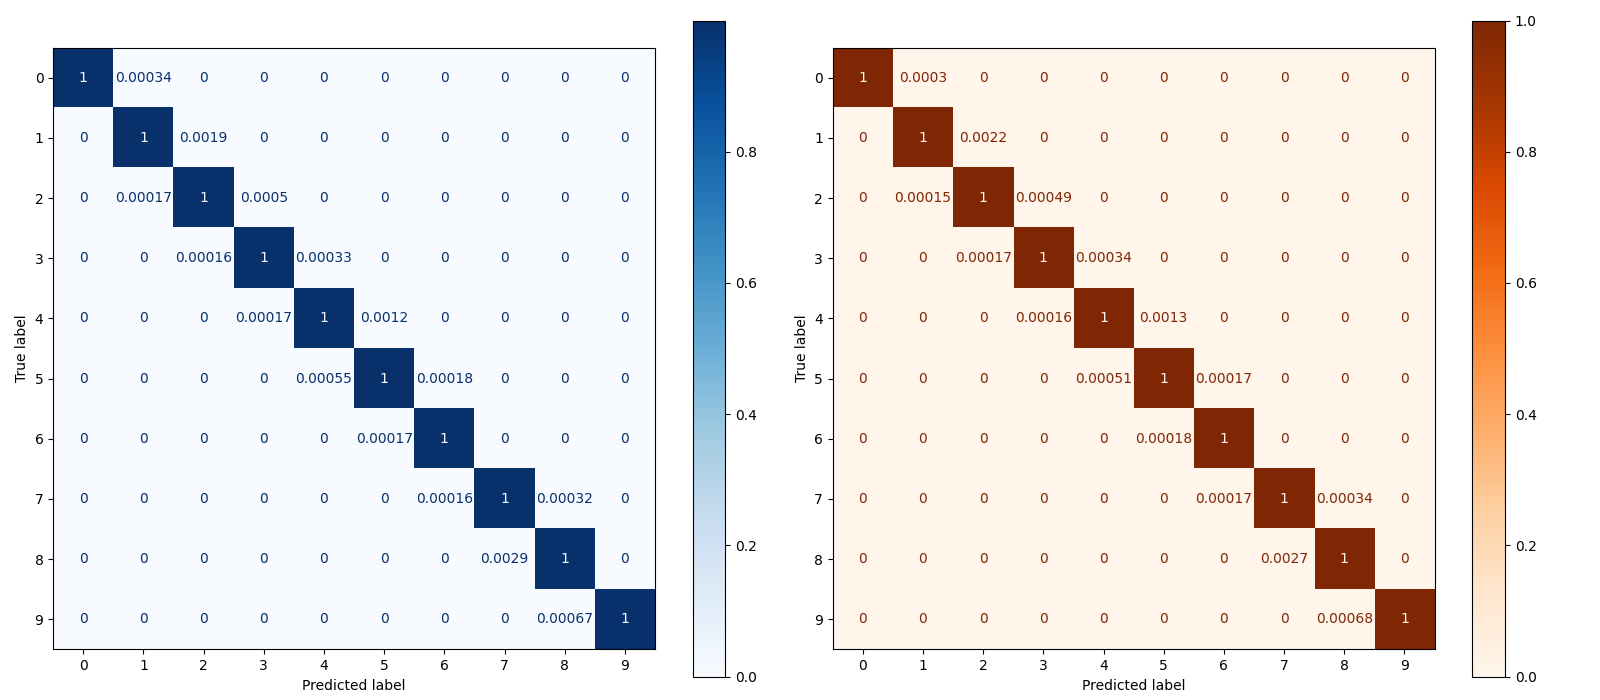 0 1 0.00034 0 0 0 0 0 0 0 0
1 0 1 0.0019 0 0 0 0 0 0 0
2 0 0.00017 1 0.0005 0 0 0 0 0 0
3 0 0 0.00016 1 0.00033 0 0 0 0 0
4 0 0 0 0.00017 1 0.0012 0 0 0 0
5 0 0 0 0 0.00055 1 0.00018 0 0 0
6 0 0 0 0 0 0.00017 1 0 0 0
7 0 0 0 0 0 0 0.00016 1 0.00032 0
8 0 0 0 0 0 0 0 0.0029 1 0
9 0 0 0 0 0 0 0 0 0.00067 1
0 1 2 3 4 5 6 7 8 9
Predicted label
True label
0.8
0.6
0.4
0.2
0.0
0 1 0.0003 0 0 0 0 0 0 0 0
1 0 1 0.0022 0 0 0 0 0 0 0
2 0 0.00015 1 0.00049 0 0 0 0 0 0
3 0 0 0.00017 1 0.00034 0 0 0 0 0
4 0 0 0 0.00016 1 0.0013 0 0 0 0
5 0 0 0 0 0.00051 1 0.00017 0 0 0
6 0 0 0 0 0 0.00018 1 0 0 0
7 0 0 0 0 0 0 0.00017 1 0.00034 0
8 0 0 0 0 0 0 0 0.0027 1 0
9 0 0 0 0 0 0 0 0 0.00068 1
0 1 2 3 4 5 6 7 8 9
Predicted label
True label
1.0
0.8
0.6
0.4
0.2
0.0